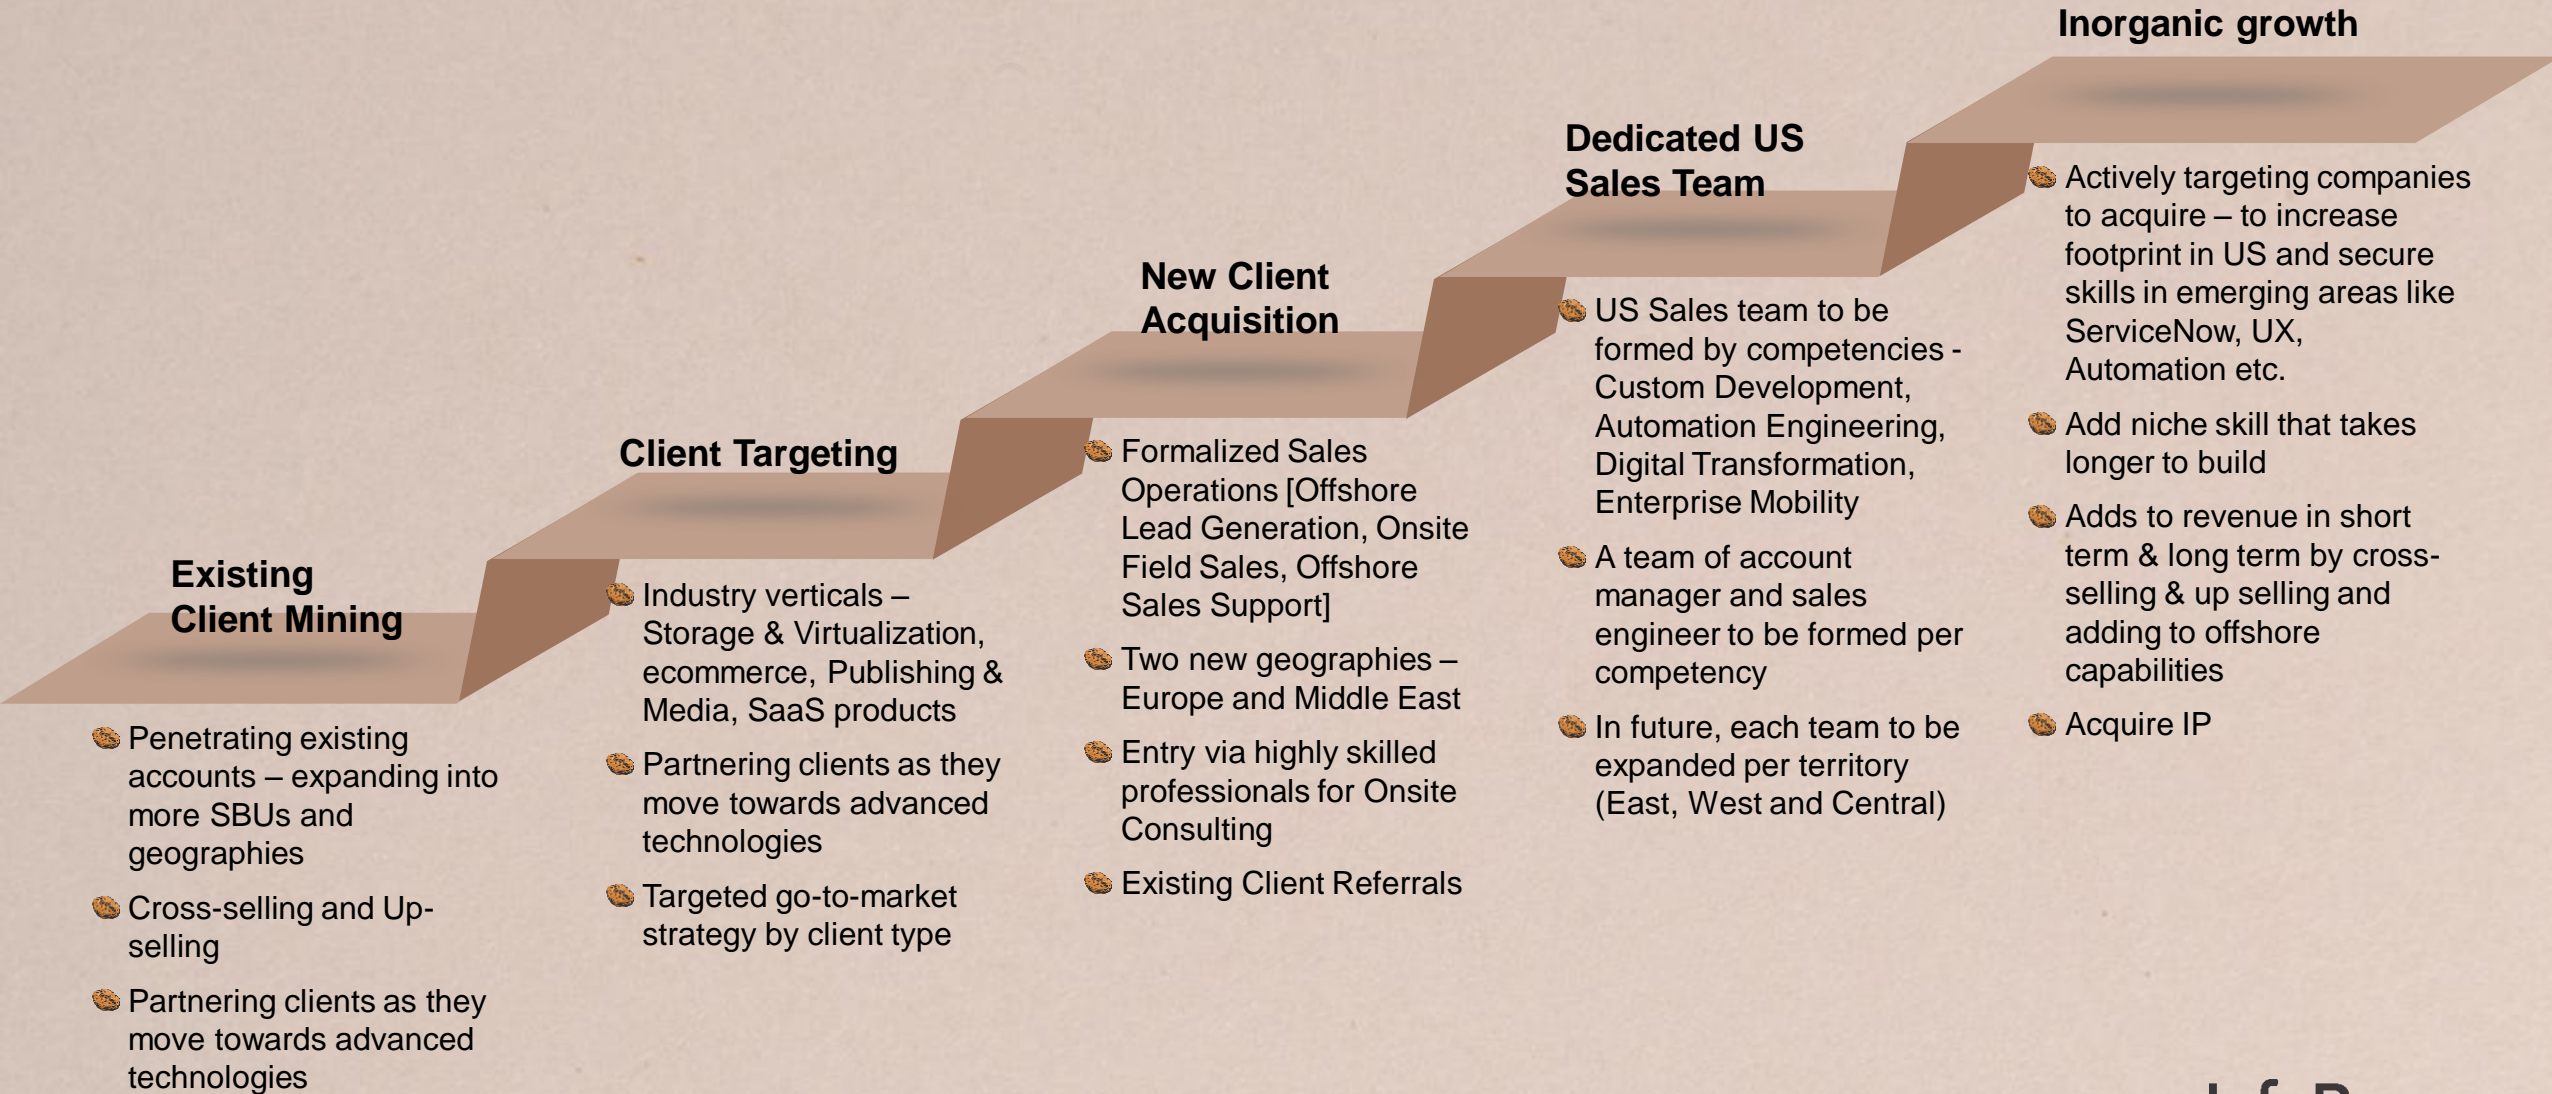 Existing
Client Mining
Penetrating existing
accounts – expanding into
more SBUs and
geographies
Cross-selling and Up-
selling
Partnering clients as they
move towards advanced
technologies
Client Targeting
Industry verticals –
Storage & Virtualization,
ecommerce, Publishing &
Media, SaaS products
Partnering clients as they
move towards advanced
technologies
Targeted go-to-market
strategy by client type
New Client
Acquisition
Formalized Sales
Operations [Offshore
Lead Generation, Onsite
Field Sales, Offshore
Sales Support]
Two new geographies –
Europe and Middle East
Entry via highly skilled
professionals for Onsite
Consulting
Existing Client Referrals
Dedicated US
Sales Team
US Sales team to be
formed by competencies -
Custom Development,
Automation Engineering,
Digital Transformation,
Enterprise Mobility
A team of account
manager and sales
engineer to be formed per
competency
In future, each team to be
expanded per territory
(East, West and Central)
Inorganic growth
Actively targeting companies
to acquire – to increase
footprint in US and secure
skills in emerging areas like
ServiceNow, UX,
Automation etc.
Add niche skill that takes
longer to build
Adds to revenue in short
term & long term by cross-
selling & up selling and
adding to offshore
capabilities
Acquire IP